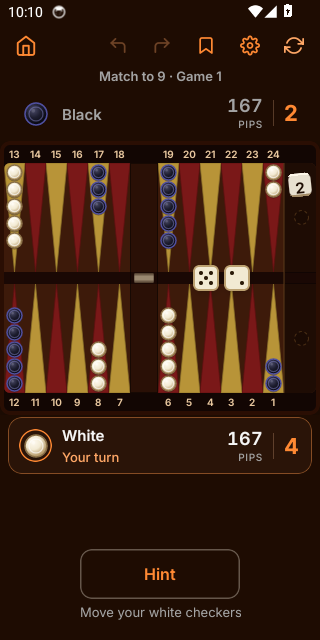 10:10
Match to 9 · Game 1
Black
167
PIPS
2
13 14 15 16 17 18 19 20 21 22 23 24
2
12 11 10 9 8 7 6 5 4 3 2 1
White
Your turn
167
PIPS
4
Hint
Move your white checkers